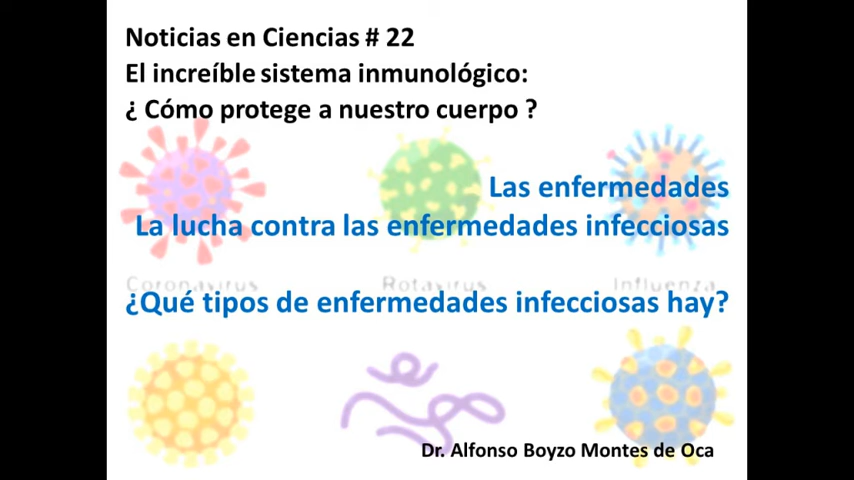 Noticias en Ciencias # 22
El increíble sistema inmunológico:
¿ Cómo protege a nuestro cuerpo ?
Las enfermedades
La lucha contra las enfermedades infecciosas
Coronavirus
Rotavirus
Influenza
¿Qué tipos de enfermedades infecciosas hay?
Dr. Alfonso Boyzo Montes de Oca